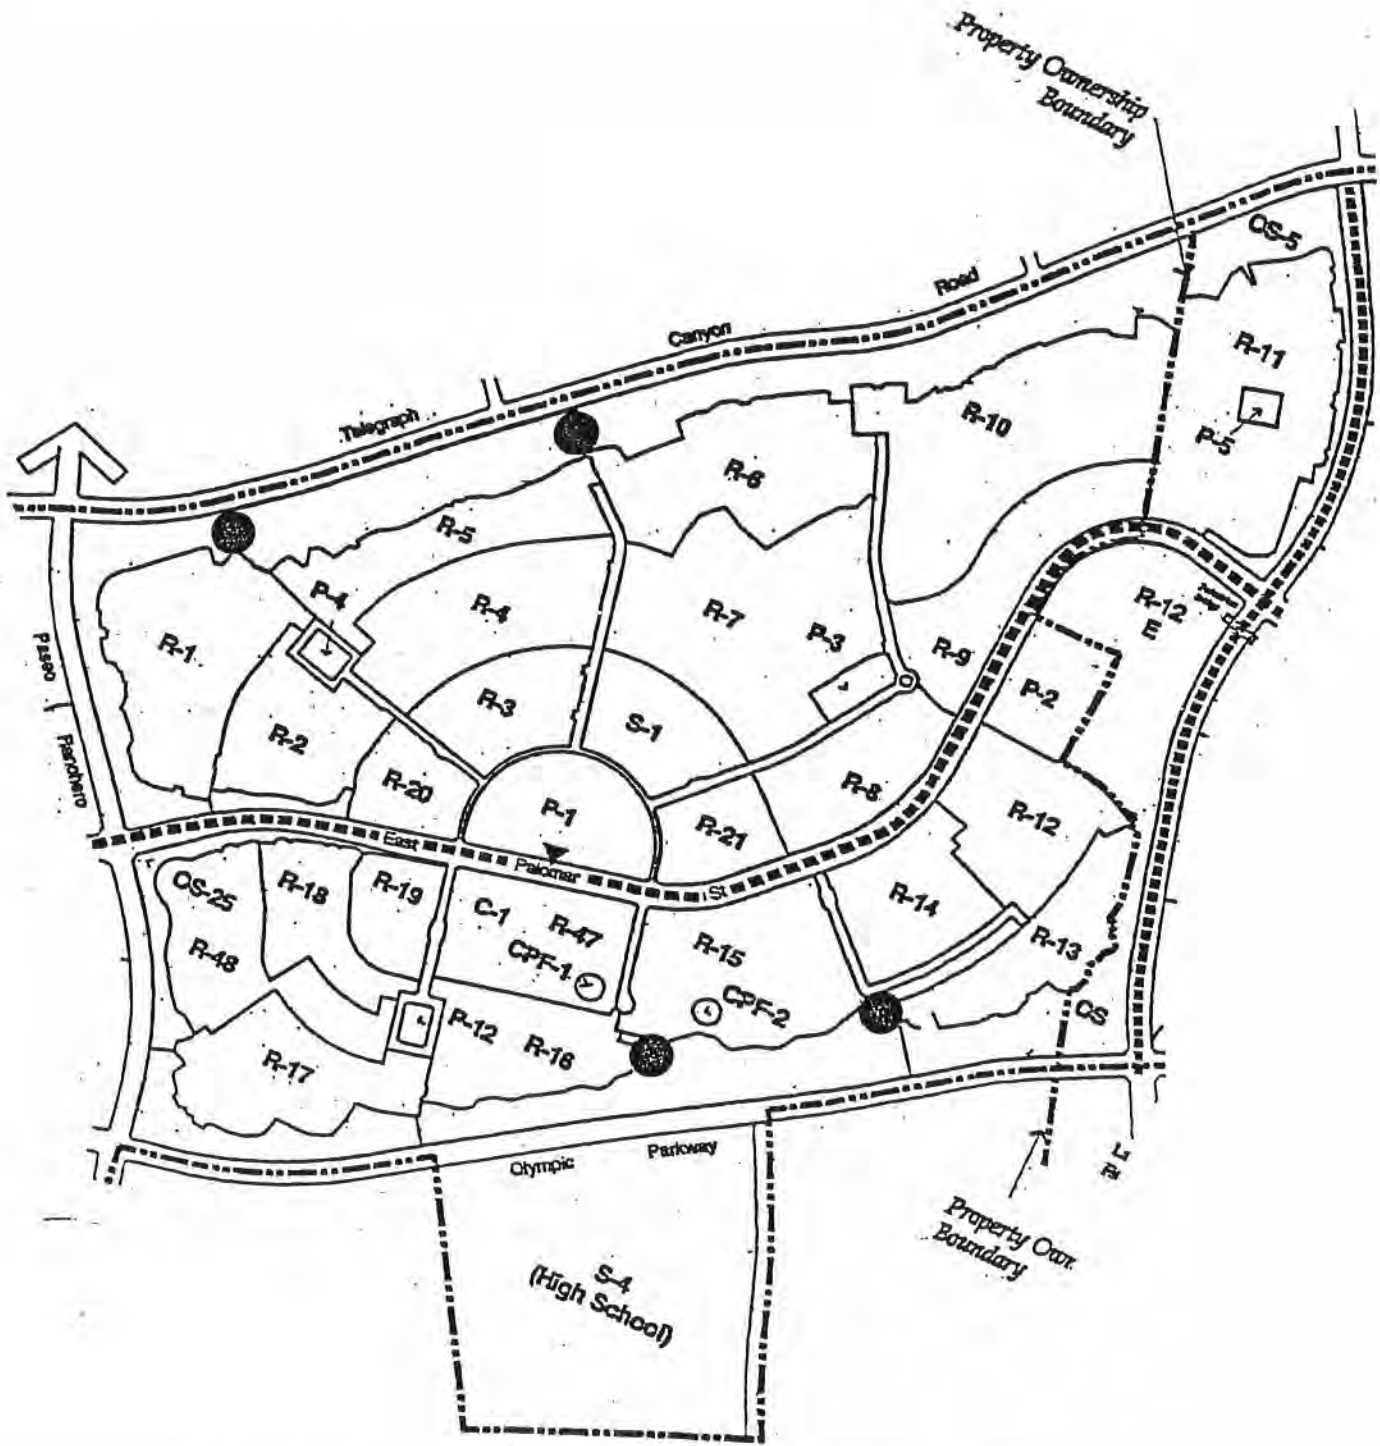 Property Ownership
Boundary
OS-5
Road
Canyon
R-11
Telegraph
R-10
P-5
R-6
R-5
P-4
R-4
R-7
P-3
R-12
E
R-1
R-9
P-2
Paseo
R-3
S-1
R-2
Ranchero
R-20
R-8
P-1
R-21
R-12
East
Palomar
St
OS-25
R-18
R-19
C-1
R-47
R-14
R-48
CPF-1
R-15
R-13
CPF-2
OS
P-12
R-16
R-17
Olympic
Parkway
Property Own.
Boundary
S-4
(High School)